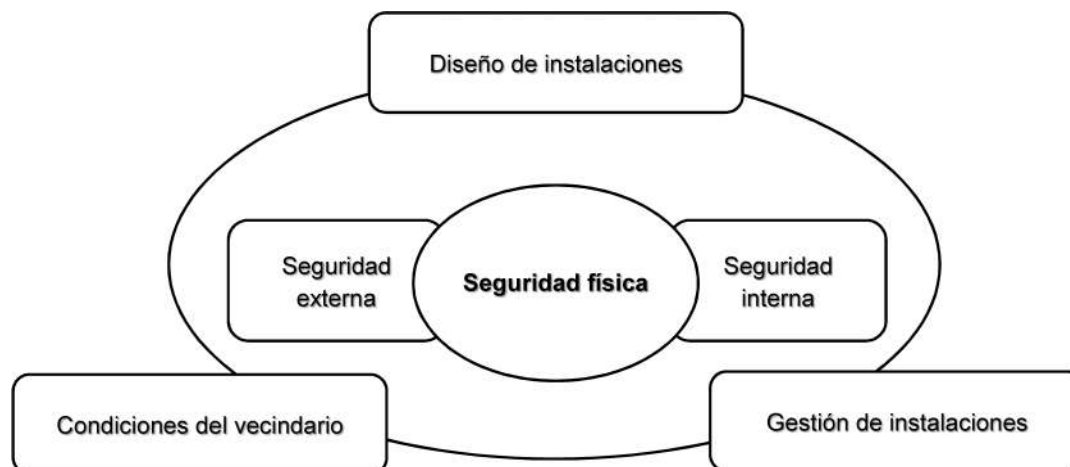 Diseño de instalaciones
Seguridad
externa
Seguridad física
Seguridad
interna
Condiciones del vecindario
Gestión de instalaciones